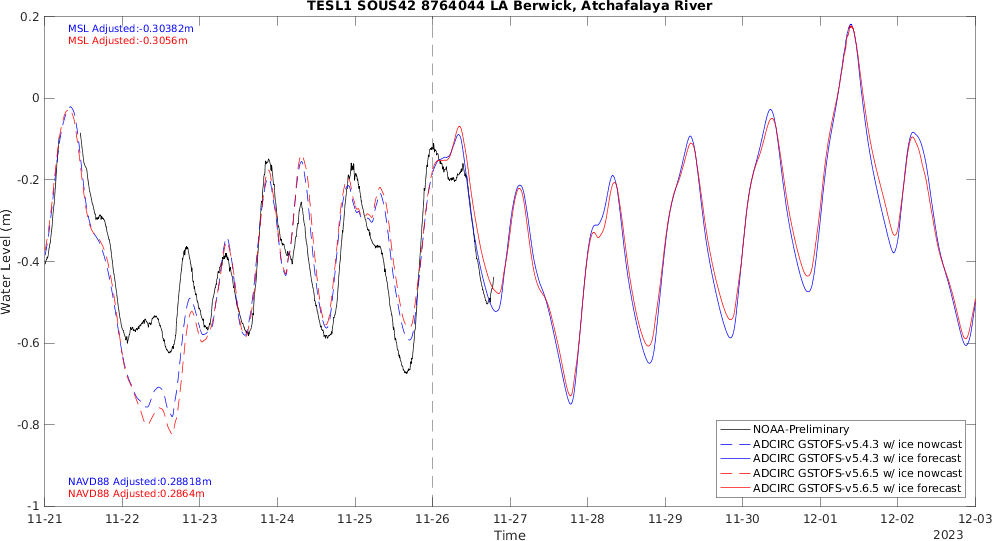 TESL1 SOUS42 8764044 LA Berwick, Atchafalaya River
MSL Adjusted:-0.30382m
MSL Adjusted:-0.3056m
0.2
0
-0.2
-0.4
-0.6
-0.8
-1
Water Level (m)
NAVD88 Adjusted:0.28818m
NAVD88 Adjusted:0.2864m
NOAA-Preliminary
ADCIRC GSTOFS-v5.4.3 w/ ice nowcast
ADCIRC GSTOFS-v5.4.3 w/ ice forecast
ADCIRC GSTOFS-v5.6.5 w/ ice nowcast
ADCIRC GSTOFS-v5.6.5 w/ ice forecast
11-21 11-22 11-23 11-24 11-25 11-26 11-27 11-28 11-29 11-30 12-01 12-02 12-03
Time
2023